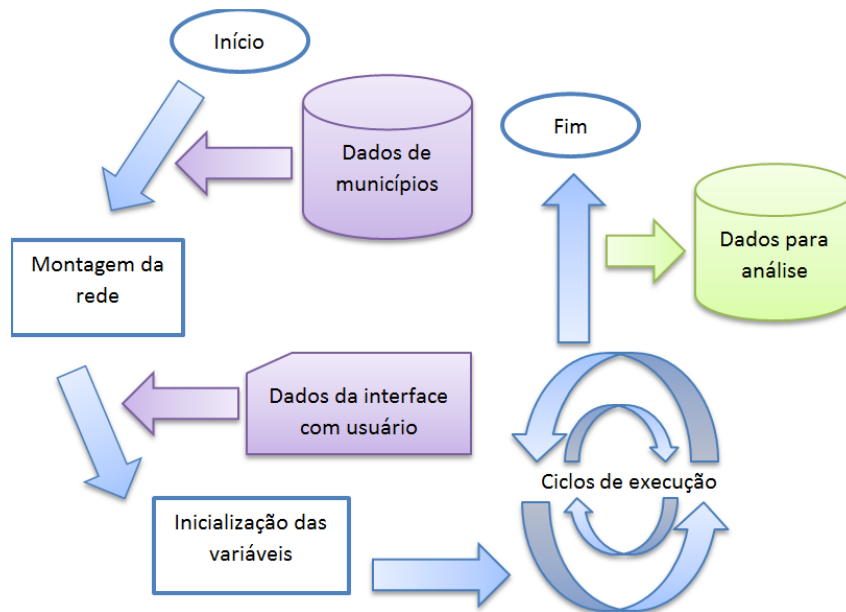 Início
Dados de
municípios
Montagem da
rede
Dados da interface
com usuário
Inicialização das
variáveis
Ciclos de execução
Fim
Dados para
análise